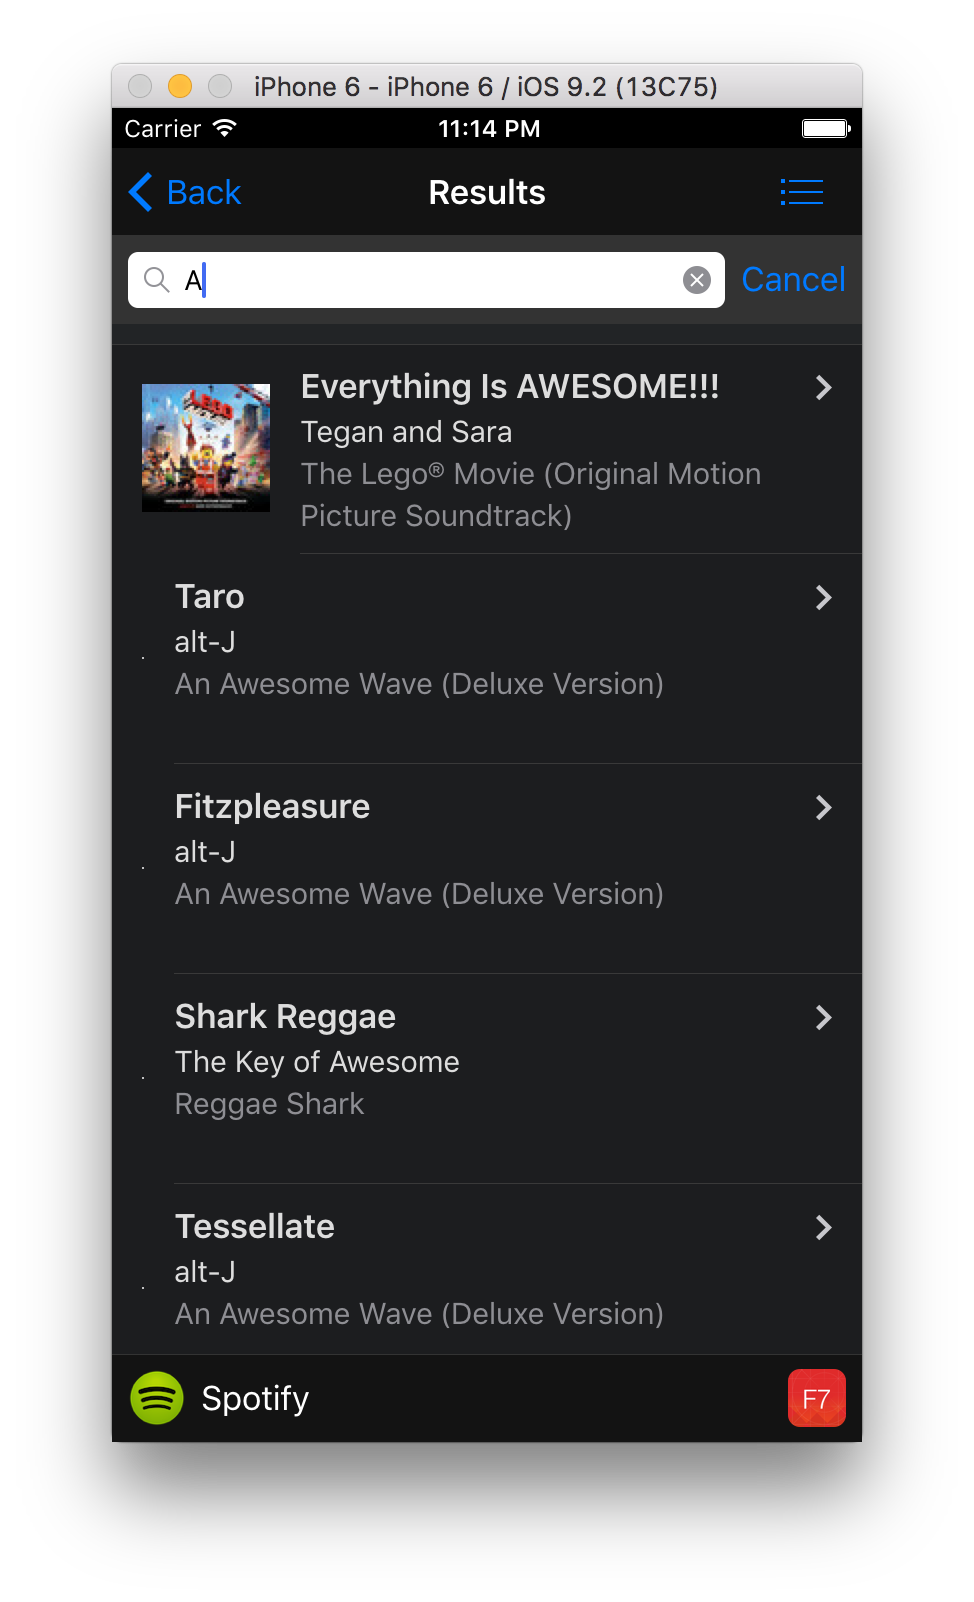 iPhone 6 - iPhone 6 / iOS 9.2 (13C75)
Carrier 11:14 PM
Back Results
A Cancel
LEGO
Everything Is AWESOME!!!
Tegan and Sara
The Lego® Movie (Original Motion
Picture Soundtrack)
Taro
alt-J
An Awesome Wave (Deluxe Version)
Fitzpleasure
alt-J
An Awesome Wave (Deluxe Version)
Shark Reggae
The Key of Awesome
Reggae Shark
Tessellate
alt-J
An Awesome Wave (Deluxe Version)
Spotify F7